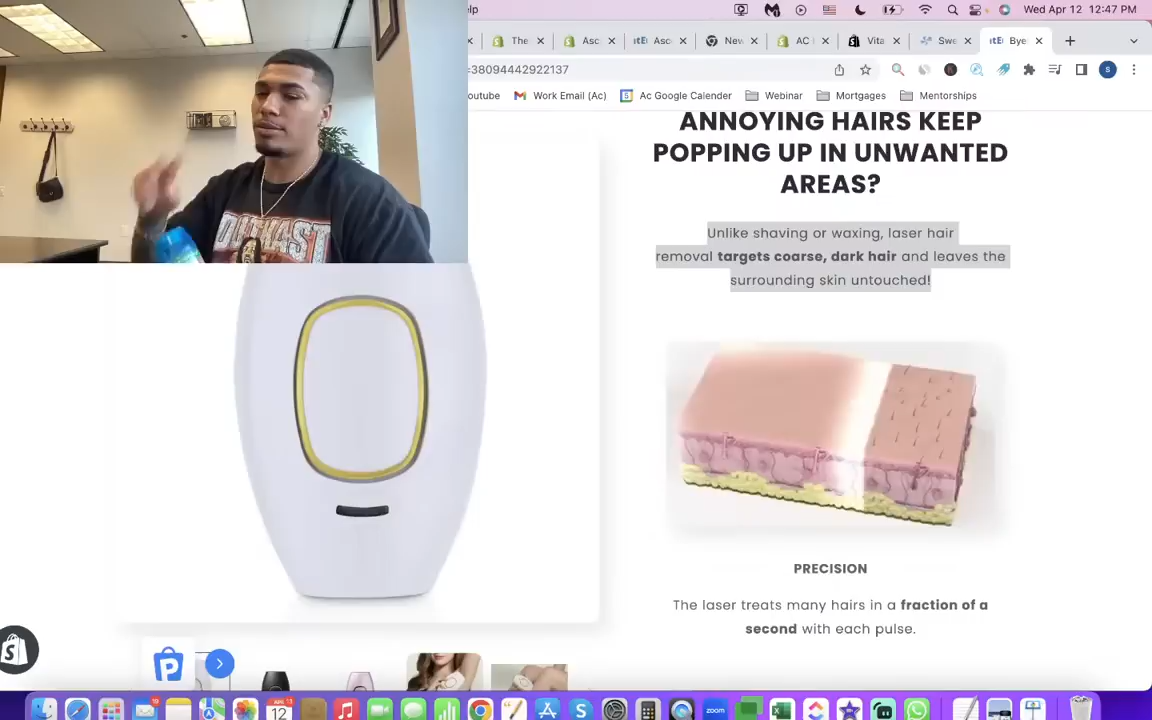 elp
Wed Apr 12 12:47 PM
The
Asc
Asc
New
AC
Vita
Swe
Bye
=38094442922137
S
outube
Work Email (Ac)
Ac Google Calender
Webinar
Mortgages
Mentorships
ANNOYING HAIRS KEEP
POPPING UP IN UNWANTED
AREAS?
Unlike shaving or waxing, laser hair
removal targets coarse, dark hair and leaves the
surrounding skin untouched!
PRECISION
The laser treats many hairs in a fraction of a
second with each pulse.
zoom